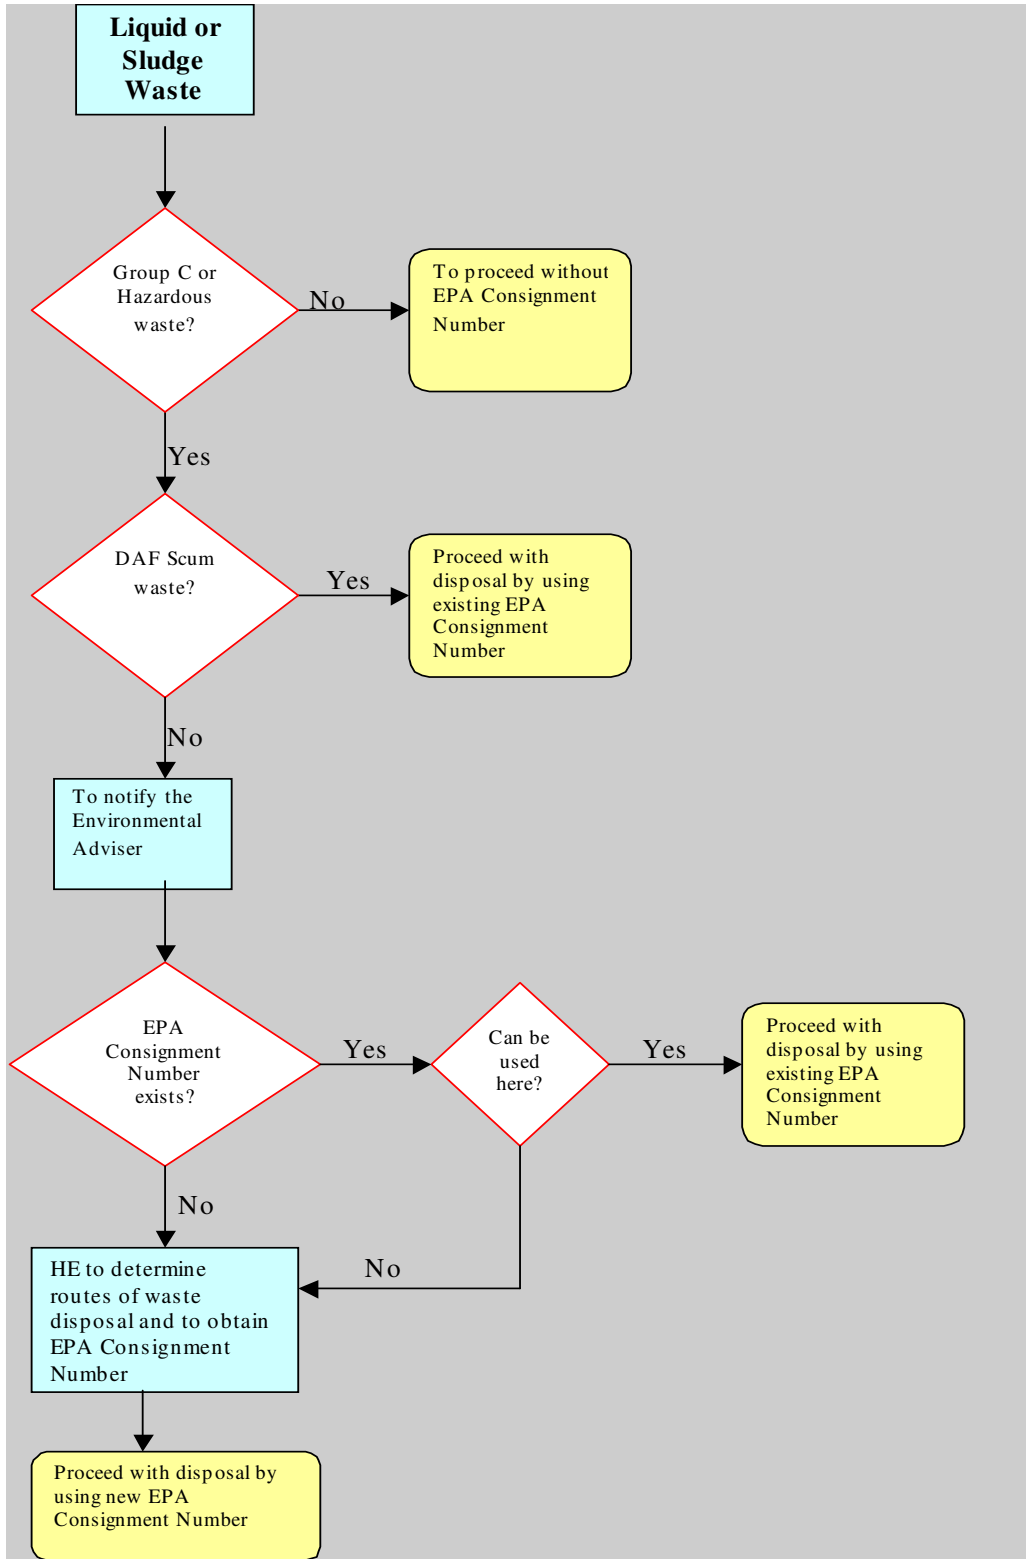 Liquid or
Sludge
Waste
Group C or
Hazardous
waste?
No
To proceed without
EPA Consignment
Number
Yes
DAF Scum
waste?
Yes
Proceed with
disposal by using
existing EPA
Consignment
Number
No
To notify the
Environmental
Adviser
EPA
Consignment
Number
exists?
Yes
Can be
used
here?
Yes
Proceed with
disposal by using
existing EPA
Consignment
Number
No
No
HE to determine
routes of waste
disposal and to obtain
EPA Consignment
Number
Proceed with disposal by
using new EPA
Consignment Number